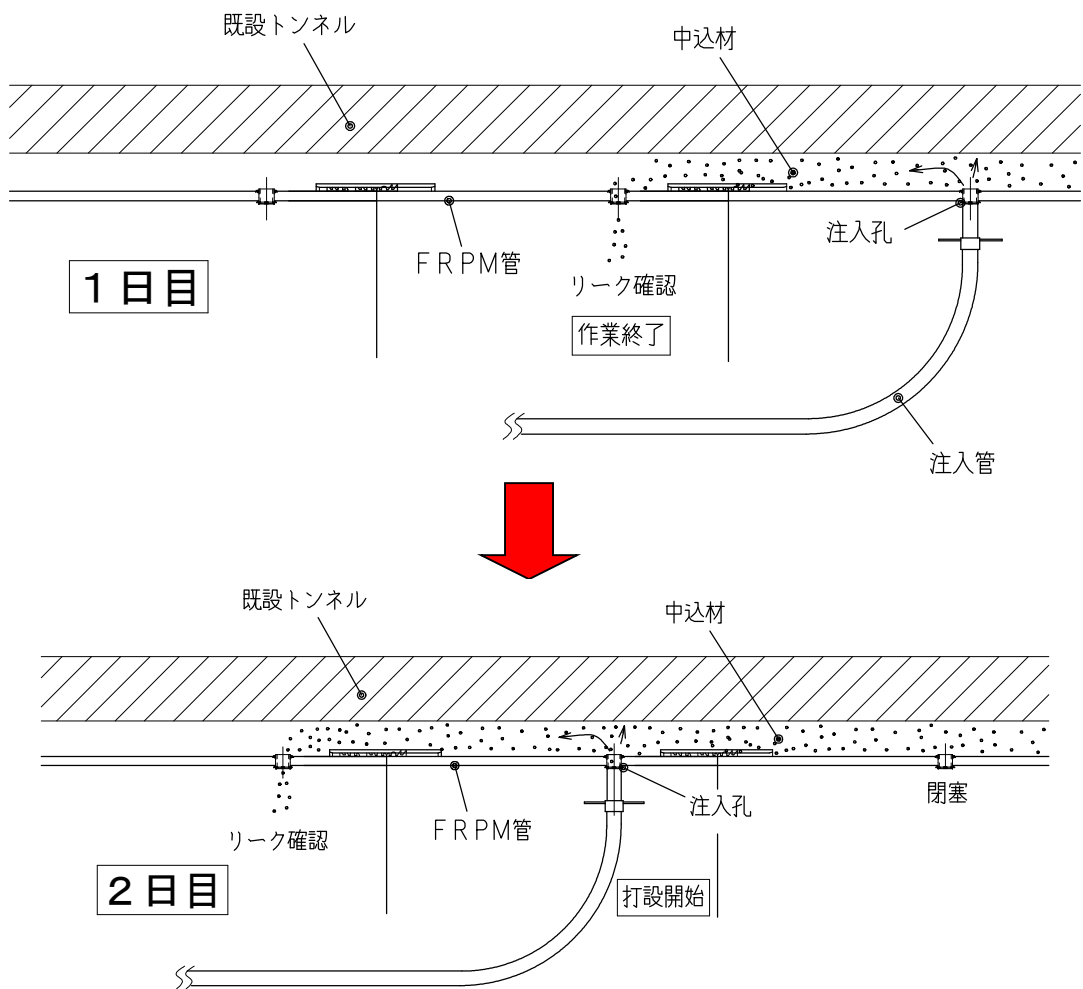 既設トンネル
中込材
注入孔
ＦＲＰＭ管
１日目
リーク確認
作業終了
注入管
既設トンネル
中込材
閉塞
注入孔
ＦＲＰＭ管
リーク確認
２日目
打設開始